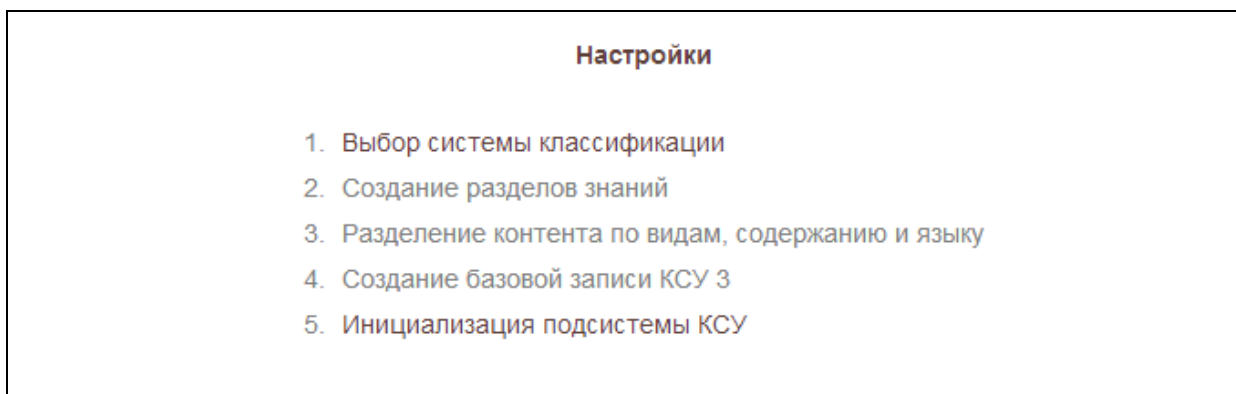 Настройки
1. Выбор системы классификации
2. Создание разделов знаний
3. Разделение контента по видам, содержанию и языку
4. Создание базовой записи КСУ 3
5. Инициализация подсистемы КСУ